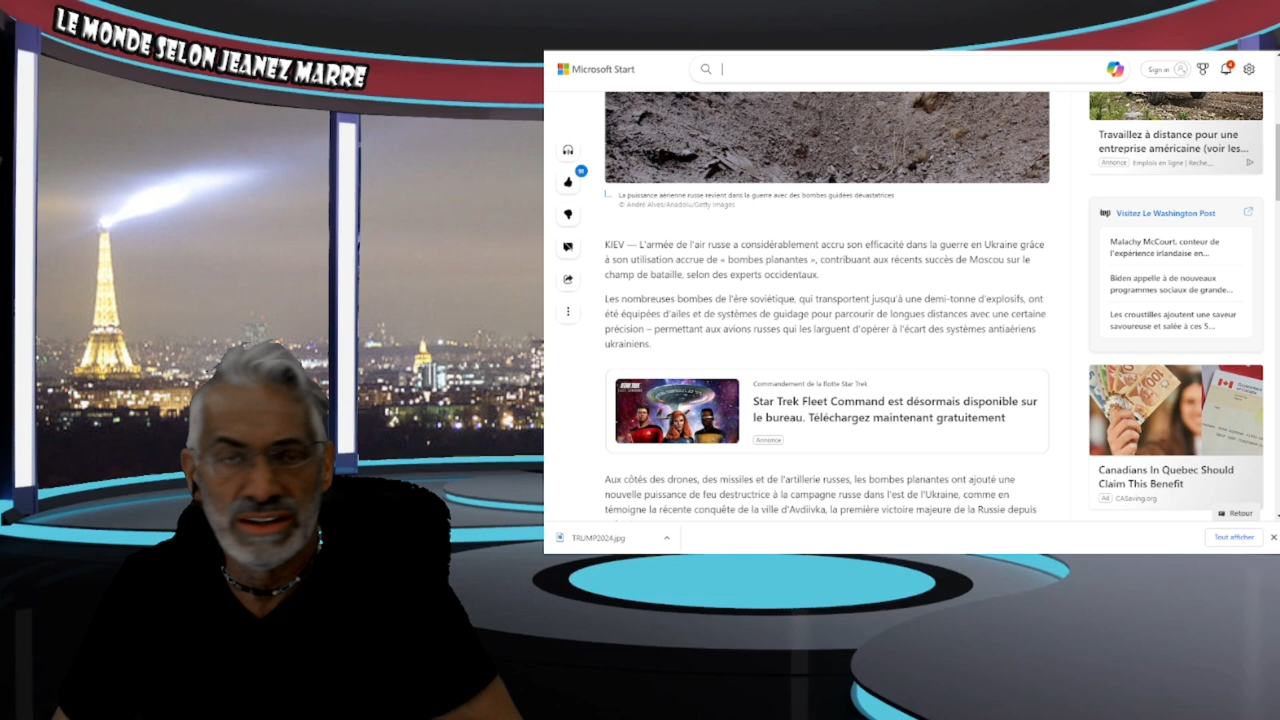 LE MONDE SELON JEANEZ MARRE
Microsoft Start
Sign in
4
91
La puissance aérienne russe revient dans la guerre avec des bombes guidées dévastatrices
© André Alves/Anadolu/Getty Images
KIEV — L'armée de l'air russe a considérablement accru son efficacité dans la guerre en Ukraine grâce
à son utilisation accrue de « bombes planantes », contribuant aux récents succès de Moscou sur le
champ de bataille, selon des experts occidentaux.
Les nombreuses bombes de l'ère soviétique, qui transportent jusqu'à une demi-tonne d'explosifs, ont
été équipées d'ailes et de systèmes de guidage pour parcourir de longues distances avec une certaine
précision – permettant aux avions russes qui les larguent d'opérer à l'écart des systèmes antiaériens
ukrainiens.
Commandement de la flotte Star Trek
Star Trek Fleet Command est désormais disponible sur
le bureau. Téléchargez maintenant gratuitement
Annonce
Aux côtés des drones, des missiles et de l'artillerie russes, les bombes planantes ont ajouté une
nouvelle puissance de feu destructrice à la campagne russe dans l'est de l'Ukraine, comme en
témoigne la récente conquête de la ville d'Avdiivka, la première victoire majeure de la Russie depuis
Travaillez à distance pour une
entreprise américaine (voir les...
Annonce Emplois en ligne | Reche...
wp Visitez Le Washington Post
Malachy McCourt, conteur de
l'expérience irlandaise en...
Biden appelle à de nouveaux
programmes sociaux de grande...
Les croustilles ajoutent une saveur
savoureuse et salée à ces 5...
Canadians In Quebec Should
Claim This Benefit
Ad CASaving.org
Retour
TRUMP2024.jpg
Tout afficher